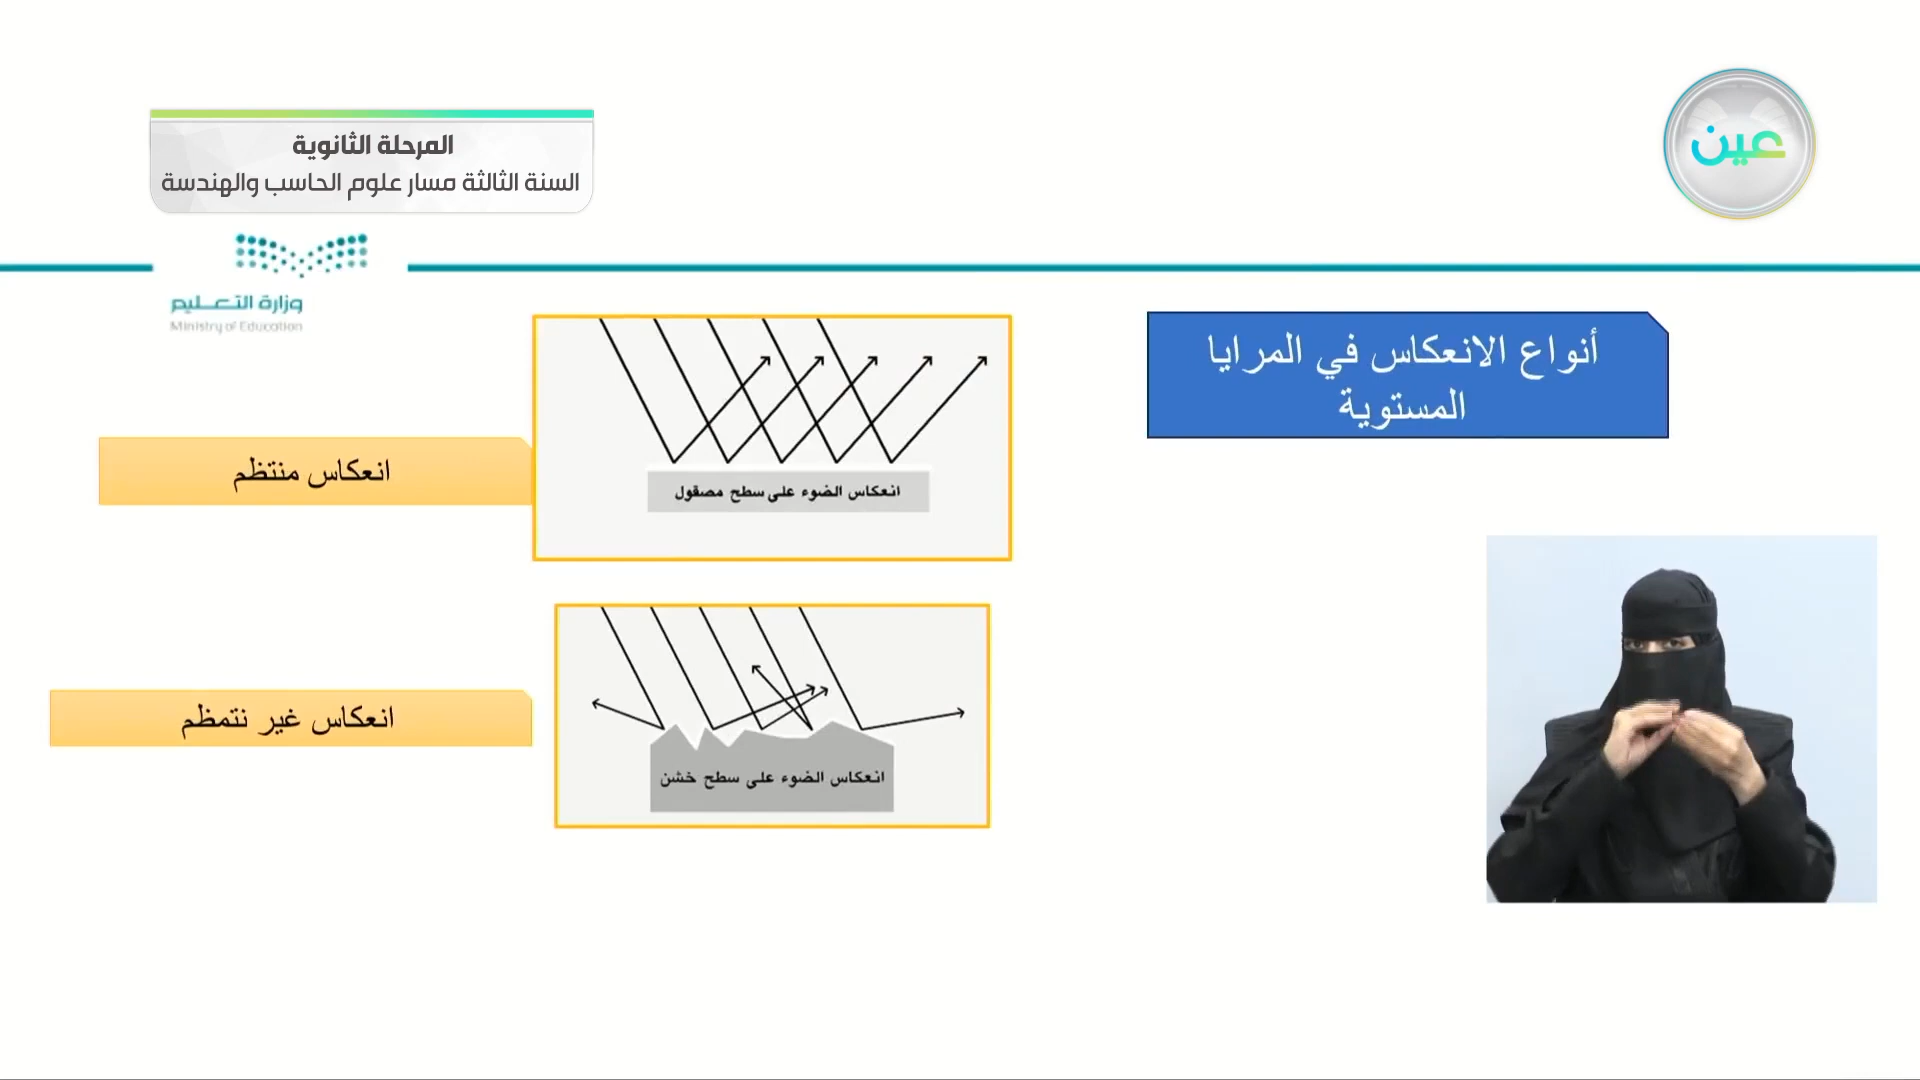 المرحلة الثانوية
السنة الثالثة مسار علوم الحاسب والهندسة
عين
وزارة التعليم
Ministry of Education
أنواع الانعكاس في المرايا
المستوية
انعكاس منتظم
انعكاس الضوء على سطح مصقول
انعكاس غير نتمظم
انعكاس الضوء على سطح خشن